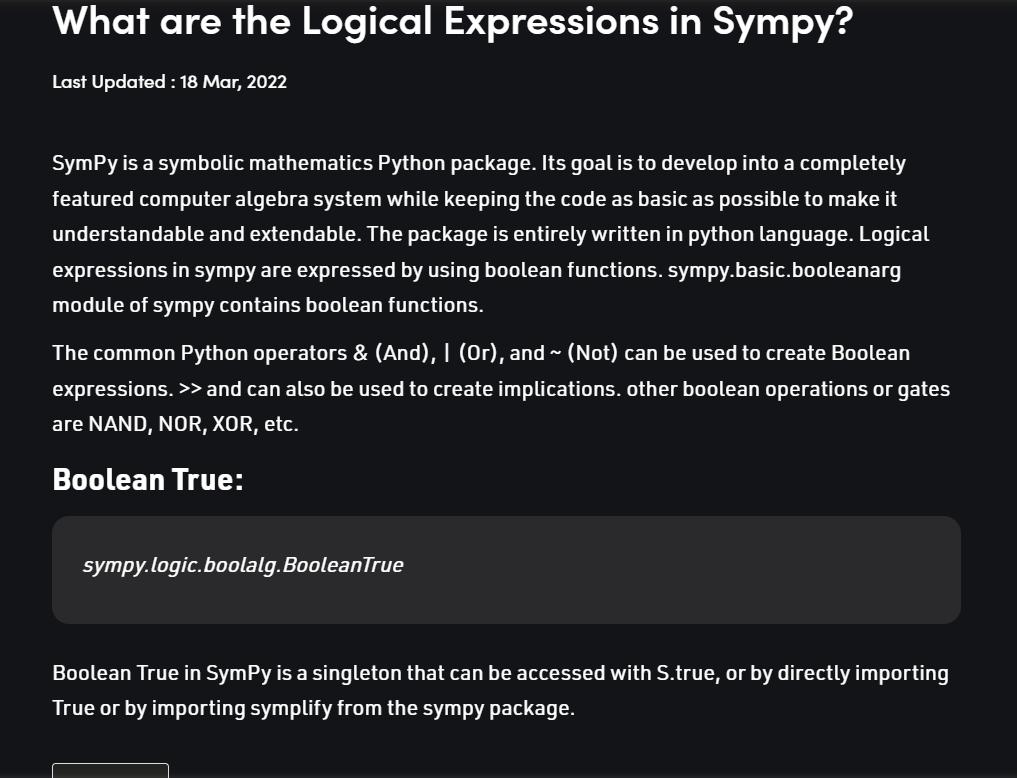 What are the Logical Expressions in Sympy?
Last Updated : 18 Mar, 2022
SymPy is a symbolic mathematics Python package. Its goal is to develop into a completely
featured computer algebra system while keeping the code as basic as possible to make it
understandable and extendable. The package is entirely written in python language. Logical
expressions in sympy are expressed by using boolean functions. sympy.basic.booleanarg
module of sympy contains boolean functions.
The common Python operators & (And), | (Or), and ~ (Not) can be used to create Boolean
expressions. >> and can also be used to create implications. other boolean operations or gates
are NAND, NOR, XOR, etc.
Boolean True:
sympy.logic.boolalg.BooleanTrue
Boolean True in SymPy is a singleton that can be accessed with S.true, or by directly importing
True or by importing symplify from the sympy package.